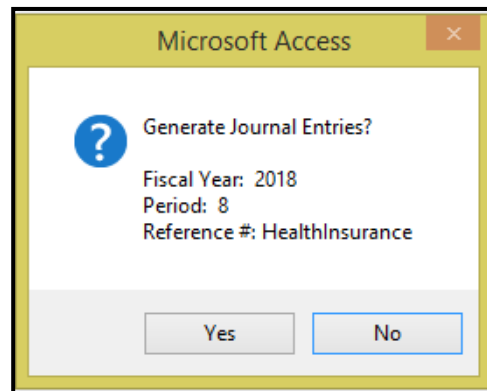 Microsoft Access
Generate Journal Entries?
Fiscal Year: 2018
Period: 8
Reference #: HealthInsurance
Yes No